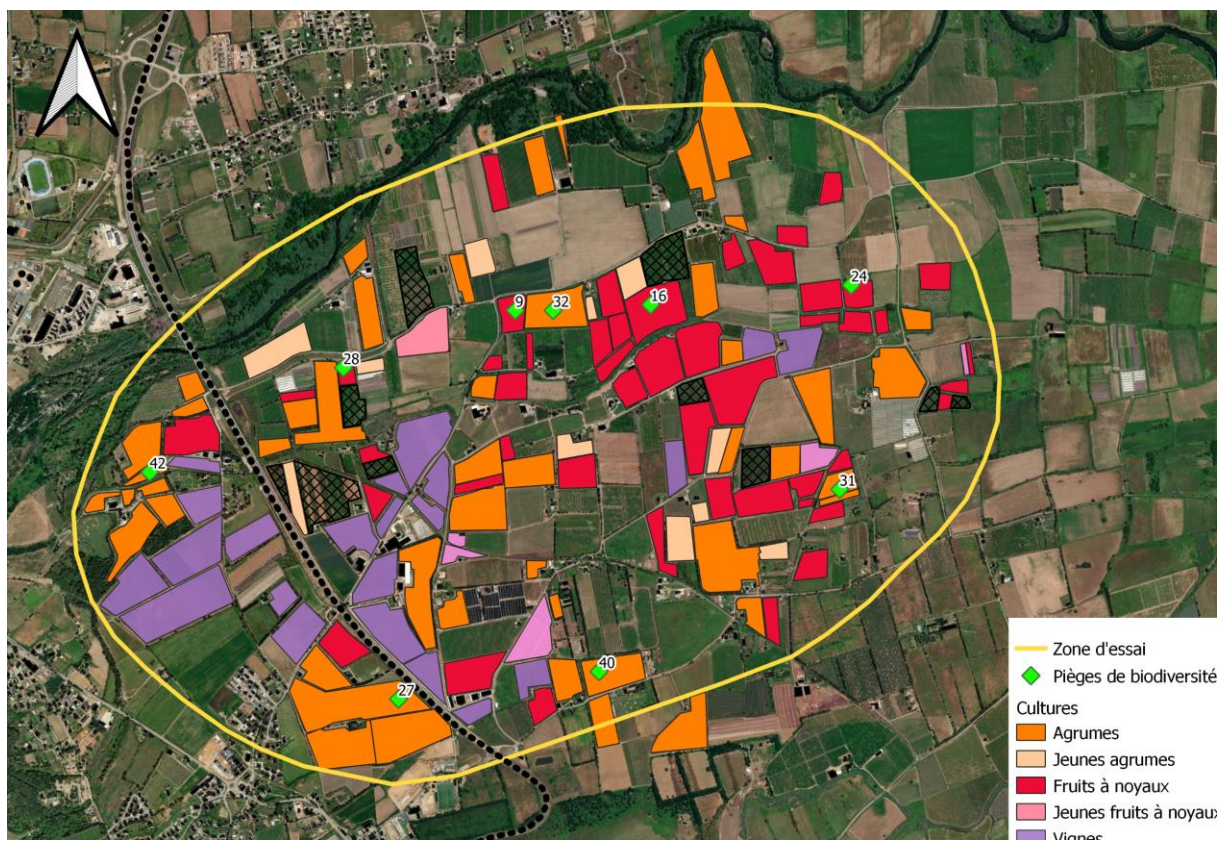 24
9
32
16
28
42
31
40
27
Zone d'essai
Pièges de biodiversité
Cultures
Agrumes
Jeunes agrumes
Fruits à noyaux
Jeunes fruits à noyaux
Vignes